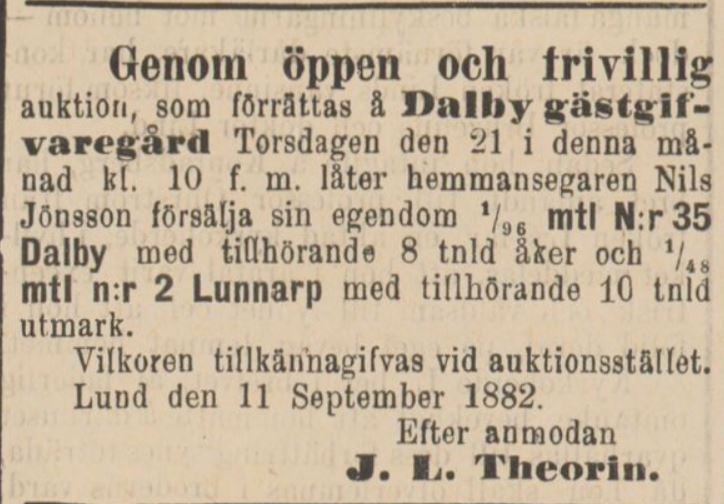 Genom öppen och frivillig
auktion, som förrättas å Dalby gästgif-
varegård Torsdagen den 21 i denna må-
nad kl. 10 f. m. låter hemmansegaren Nils
Jönsson försälja sin egendom 1/96 mtl N:r 35
Dalby med tillhörande 8 tnld åker och 1/48
mtl n:r 2 Lunnarp med tillhörande 10 tnld
utmark.
Vilkoren tillkännagifvas vid auktionsstället.
Lund den 11 September 1882.
Efter anmodan
J. L. Theorin.